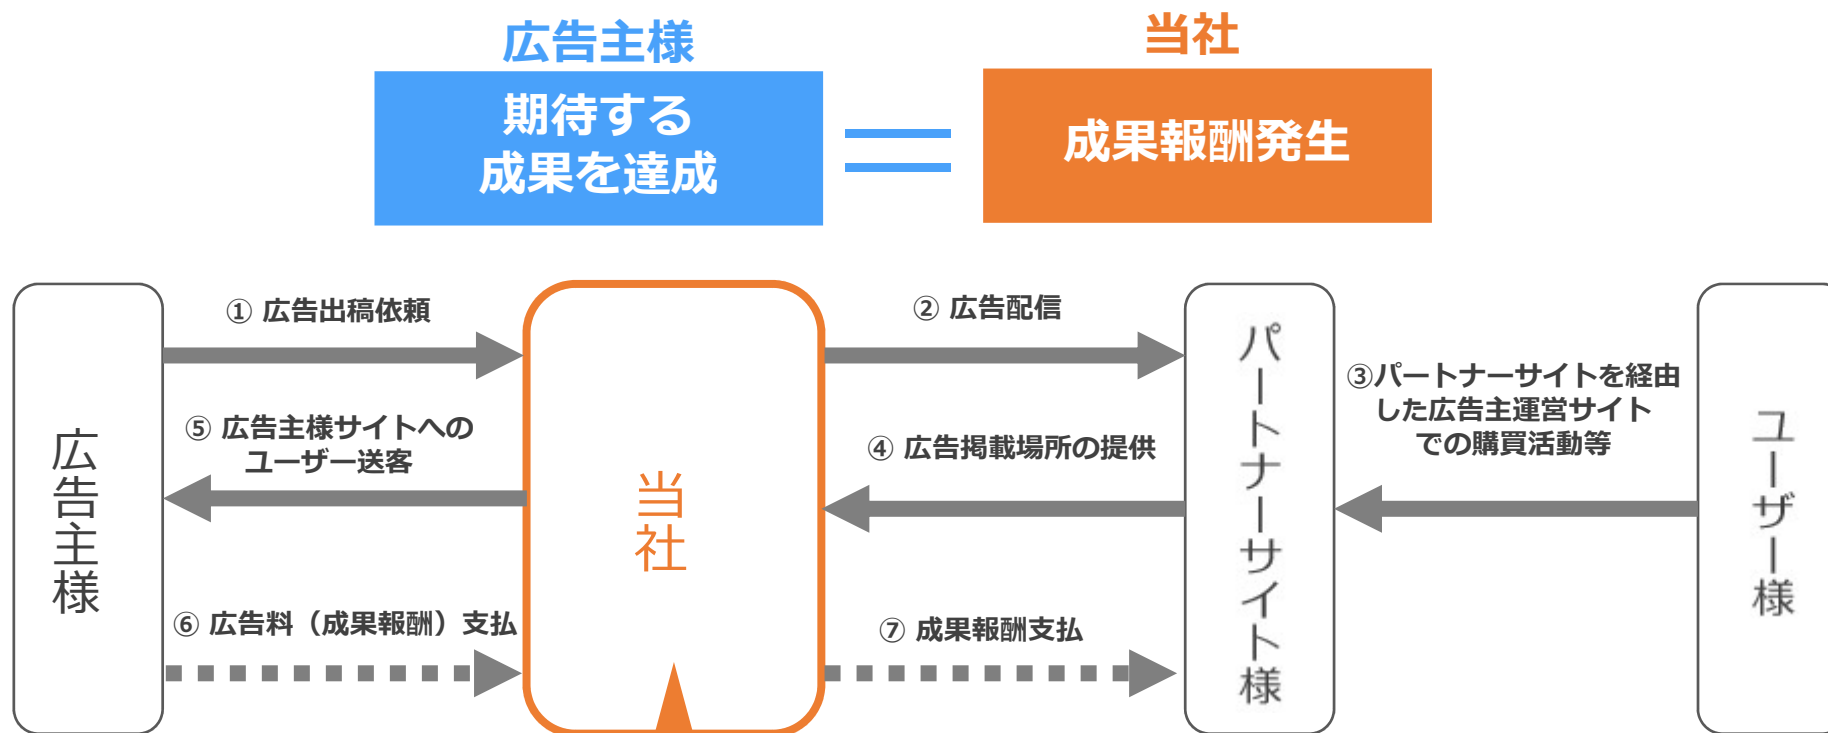 広告主様
当社
期待する
成果を達成
成果報酬発生
① 広告出稿依頼
② 広告配信
③パートナーサイトを経由
した広告主運営サイト
での購買活動等
⑤ 広告主様サイトへの
ユーザー送客
④ 広告掲載場所の提供
⑥ 広告料（成果報酬）支払
⑦ 成果報酬支払
広告主様
当社
パートナーサイト様
ユーザー様